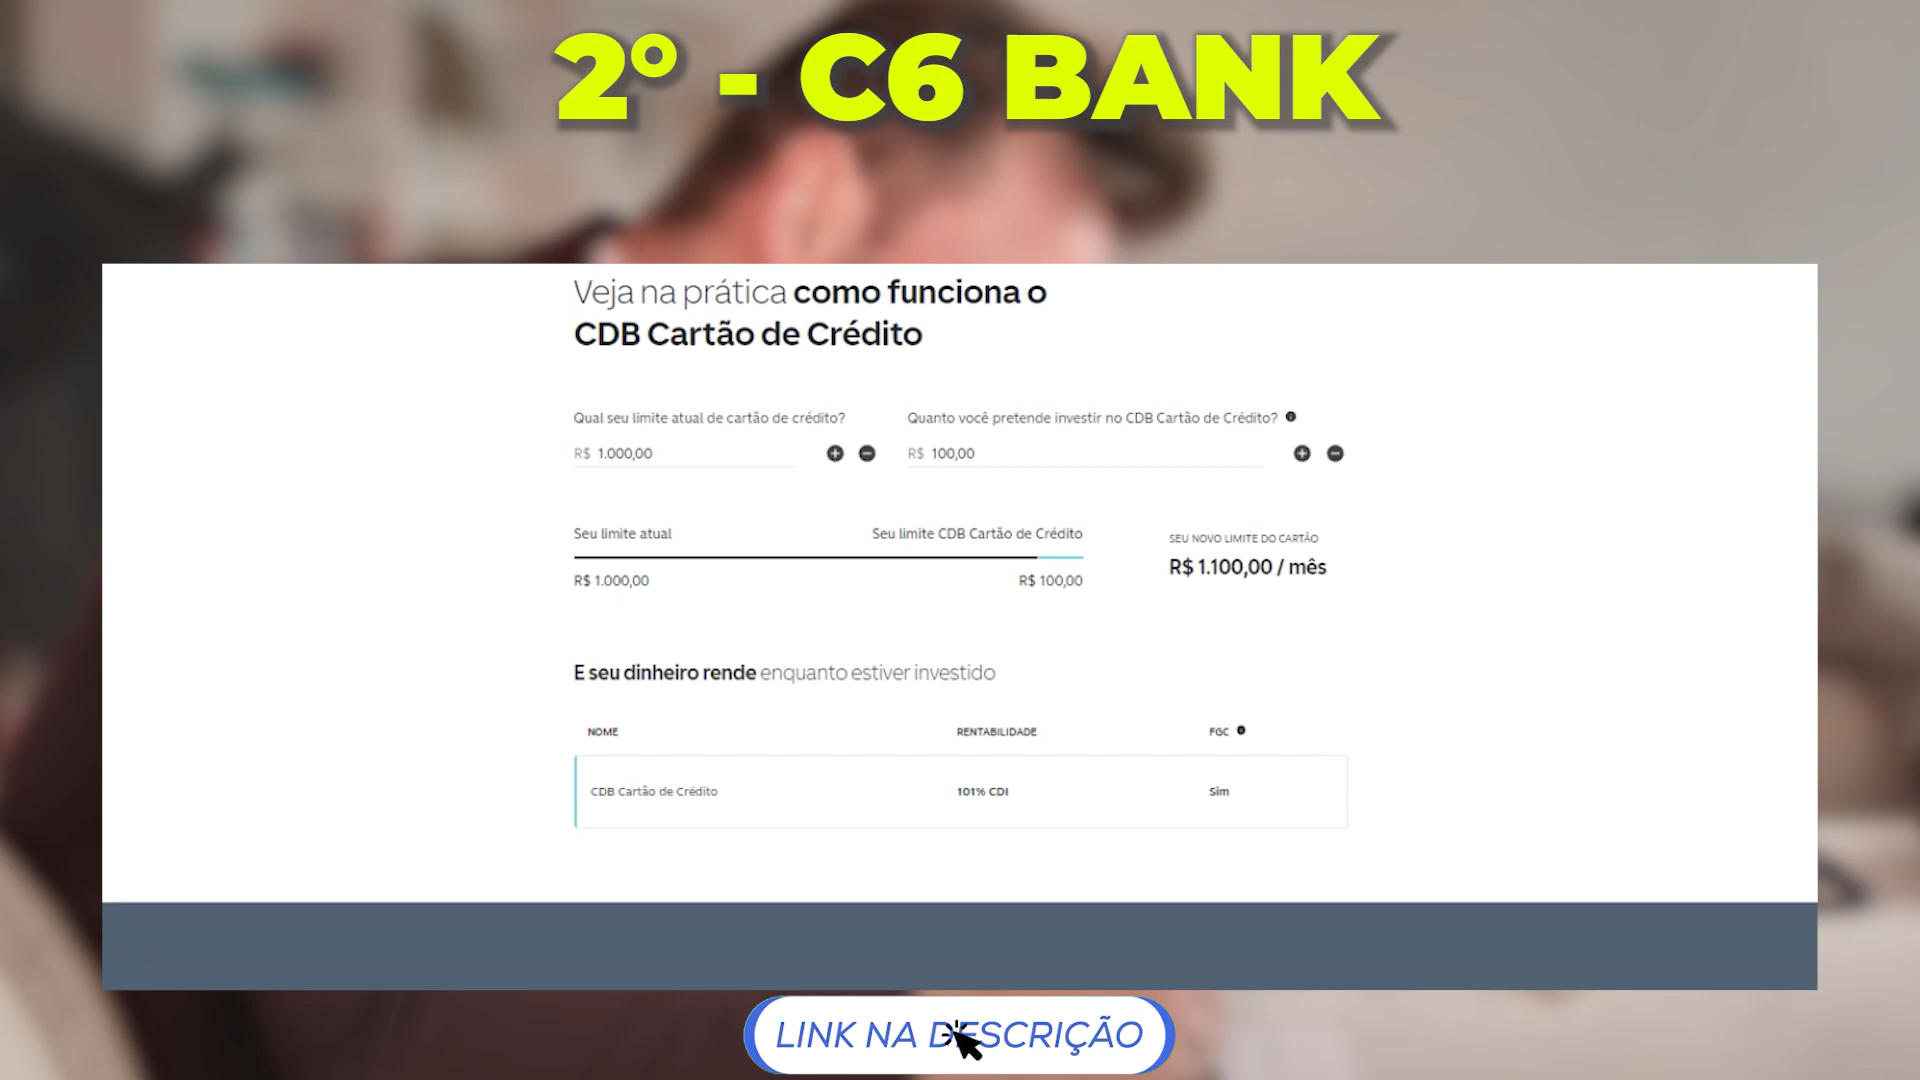 2° - C6 BANK
Veja na prática como funciona o
CDB Cartão de Crédito
Qual seu limite atual de cartão de crédito?
Quanto você pretende investir no CDB Cartão de Crédito?
R$ 1.000,00
R$ 100,00
Seu limite atual
Seu limite CDB Cartão de Crédito
R$ 1.000,00
R$ 100,00
SEU NOVO LIMITE DO CARTÃO
R$ 1.100,00 / mês
E seu dinheiro rende enquanto estiver investido
NOME
RENTABILIDADE
FGC
CDB Cartão de Crédito
101% CDI
Sim
LINK NA DESCRIÇÃO